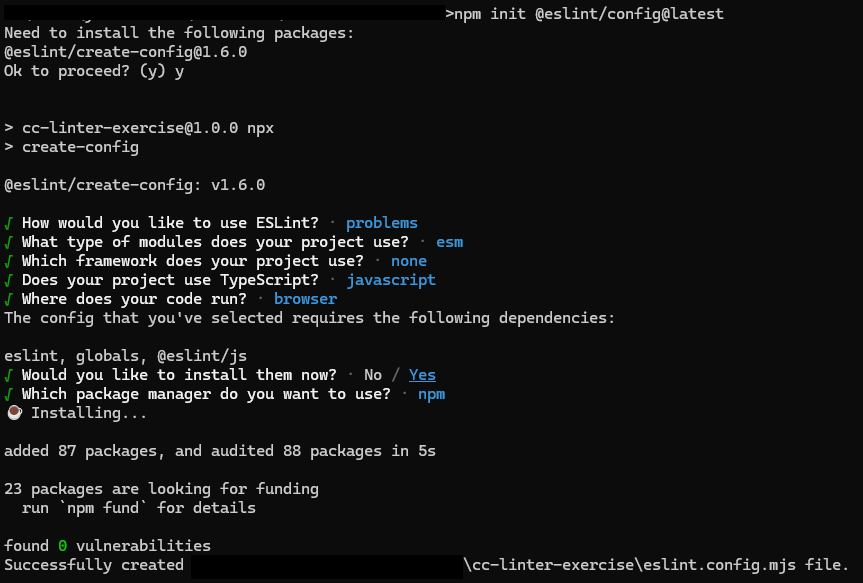 >npm init @eslint/config@latest
Need to install the following packages:
@eslint/create-config@1.6.0
Ok to proceed? (y) y
> cc-linter-exercise@1.0.0 npx
> create-config
@eslint/create-config: v1.6.0
√ How would you like to use ESLint? · problems
√ What type of modules does your project use? · esm
√ Which framework does your project use? · none
√ Does your project use TypeScript? · javascript
√ Where does your code run? · browser
The config that you've selected requires the following dependencies:
eslint, globals, @eslint/js
√ Would you like to install them now? · No / Yes
√ Which package manager do you want to use? · npm
☕ Installing...
added 87 packages, and audited 88 packages in 5s
23 packages are looking for funding
  run `npm fund` for details
found 0 vulnerabilities
Successfully created \cc-linter-exercise\eslint.config.mjs file.